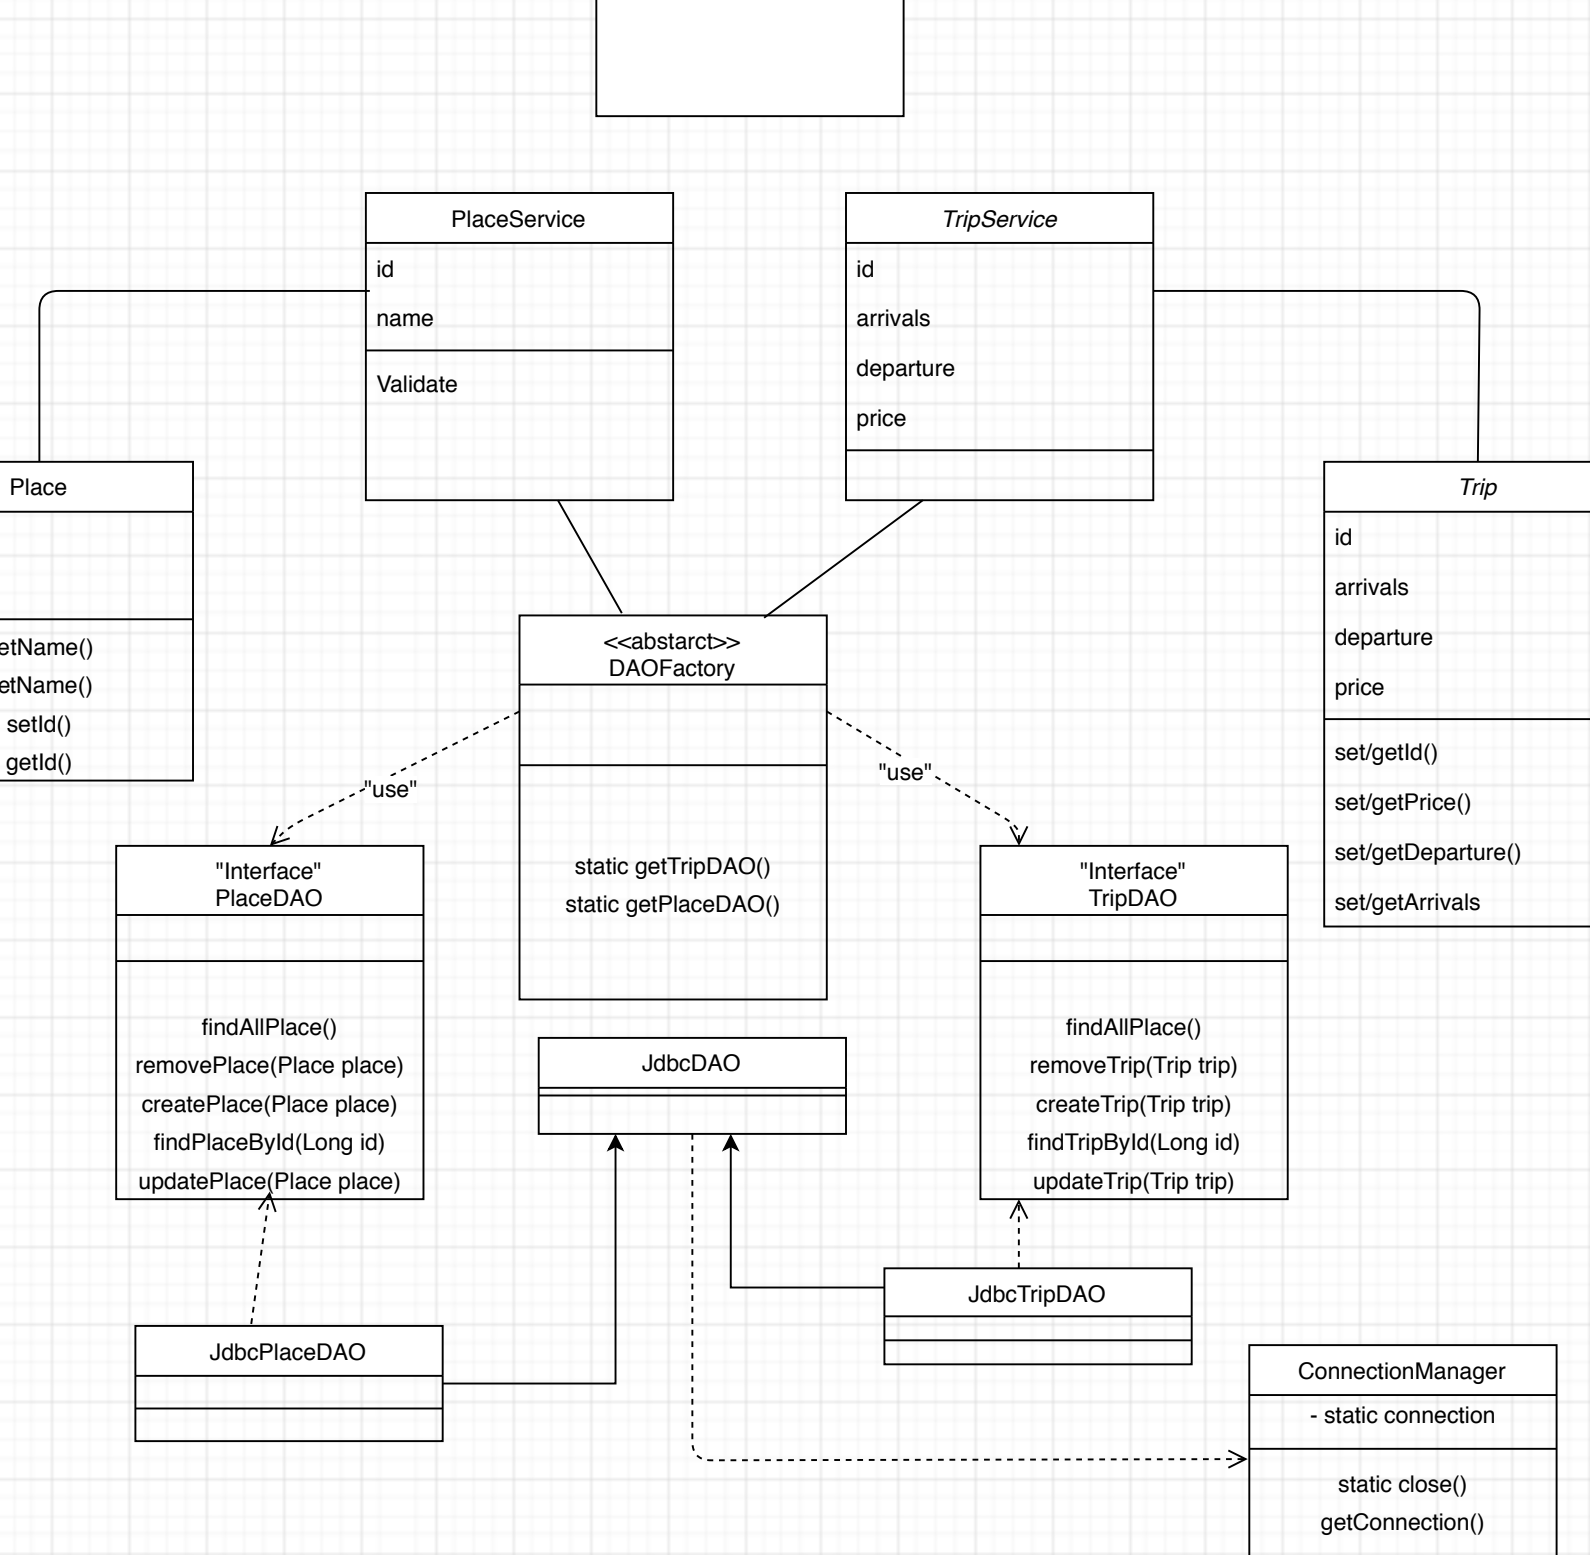 PlaceService
id
name
Validate
TripService
id
arrivals
departure
price
Place
etName()
etName()
setId()
getId()
Trip
id
arrivals
departure
price
set/getId()
set/getPrice()
set/getDeparture()
set/getArrivals
<<abstarct>>
DAOFactory
static getTripDAO()
static getPlaceDAO()
"use"
"use"
"Interface"
PlaceDAO
findAllPlace()
removePlace(Place place)
createPlace(Place place)
findPlaceById(Long id)
updatePlace(Place place)
"Interface"
TripDAO
findAllPlace()
removeTrip(Trip trip)
createTrip(Trip trip)
findTripById(Long id)
updateTrip(Trip trip)
JdbcDAO
JdbcTripDAO
JdbcPlaceDAO
ConnectionManager
- static connection
static close()
getConnection()